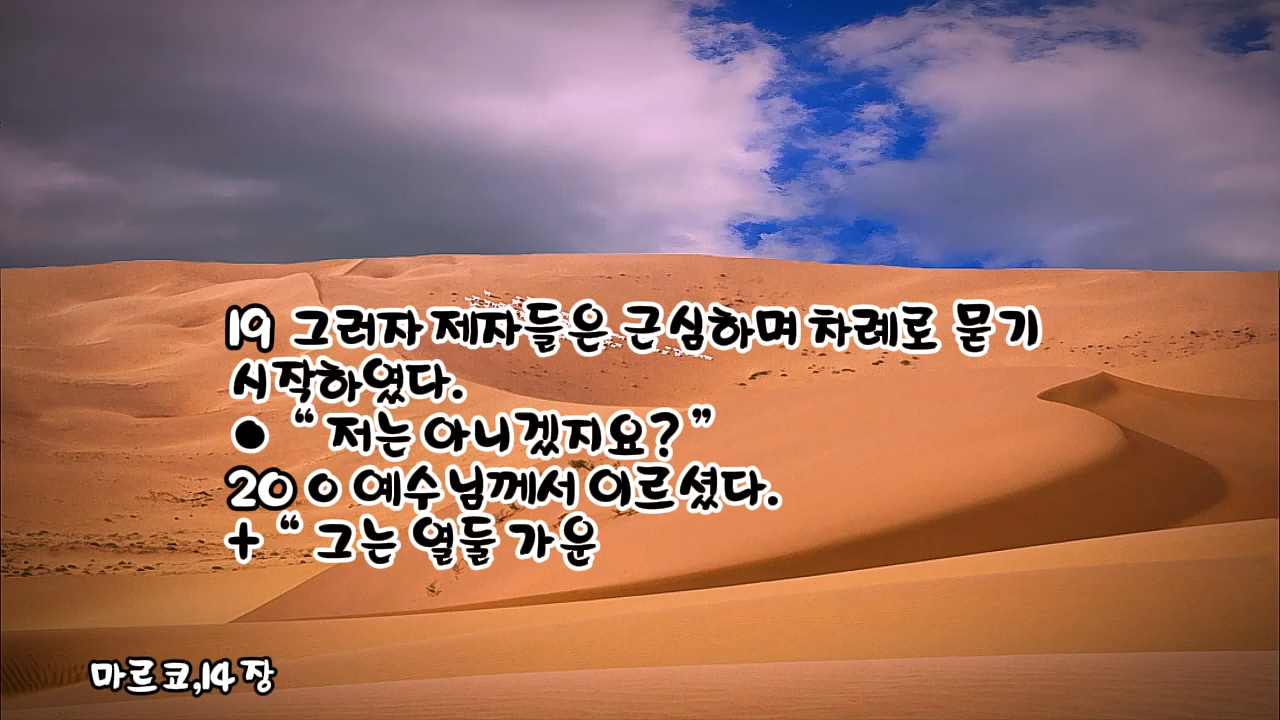 19 그러자 제자들은 근심하며 차례로 묻기
시작하였다.
● “ 저는 아니겠지요? ”
20 ○ 예수님께서 이르셨다.
+ “ 그는 열둘 가운
마르코,14 장